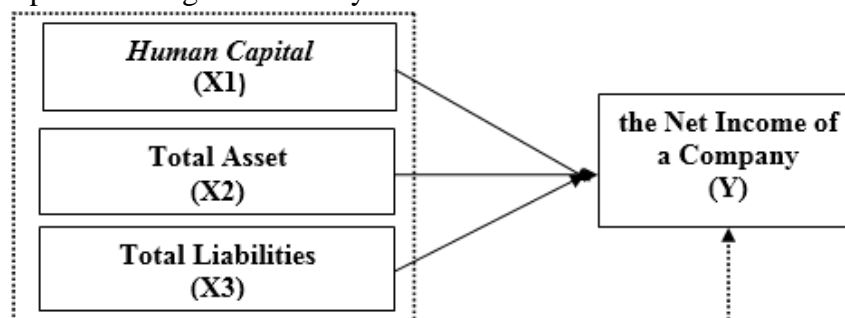 Human Capital
(X1)
Total Asset
(X2)
Total Liabilities
(X3)
the Net Income of
a Company
(Y)